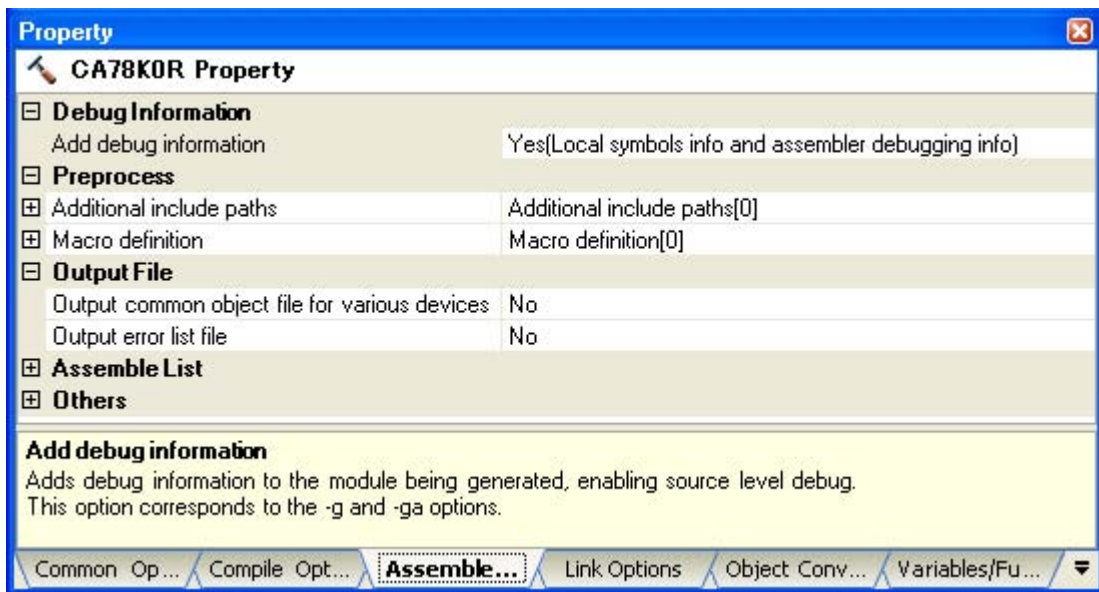 Property
CA78K0R Property
Debug Information
Add debug information Yes(Local symbols info and assembler debugging info)
Preprocess
Additional include paths Additional include paths[0]
Macro definition Macro definition[0]
Output File
Output common object file for various devices No
Output error list file No
Assemble List
Others
Add debug information
Adds debug information to the module being generated, enabling source level debug.
This option corresponds to the -g and -ga options.
Common Op... Compile Opt... Assemble... Link Options Object Conv... Variables/Fu...